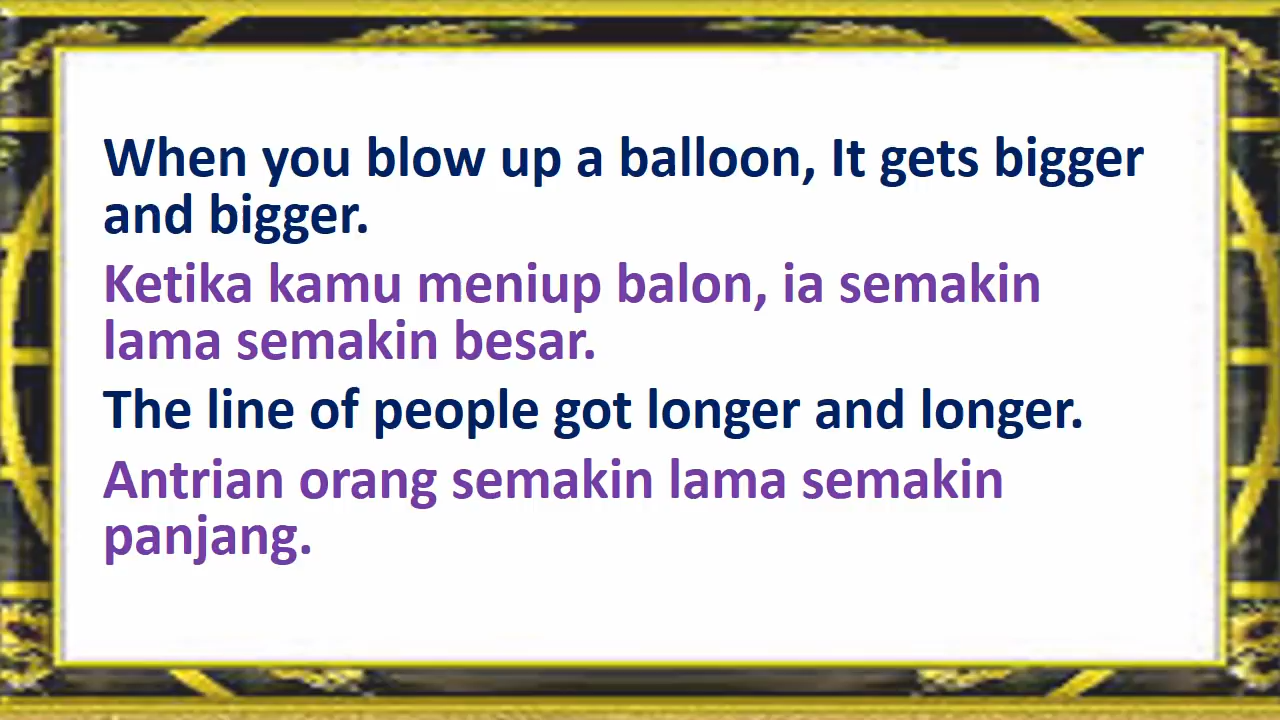 When you blow up a balloon, It gets bigger
and bigger.
Ketika kamu meniup balon, ia semakin
lama semakin besar.
The line of people got longer and longer.
Antrian orang semakin lama semakin
panjang.